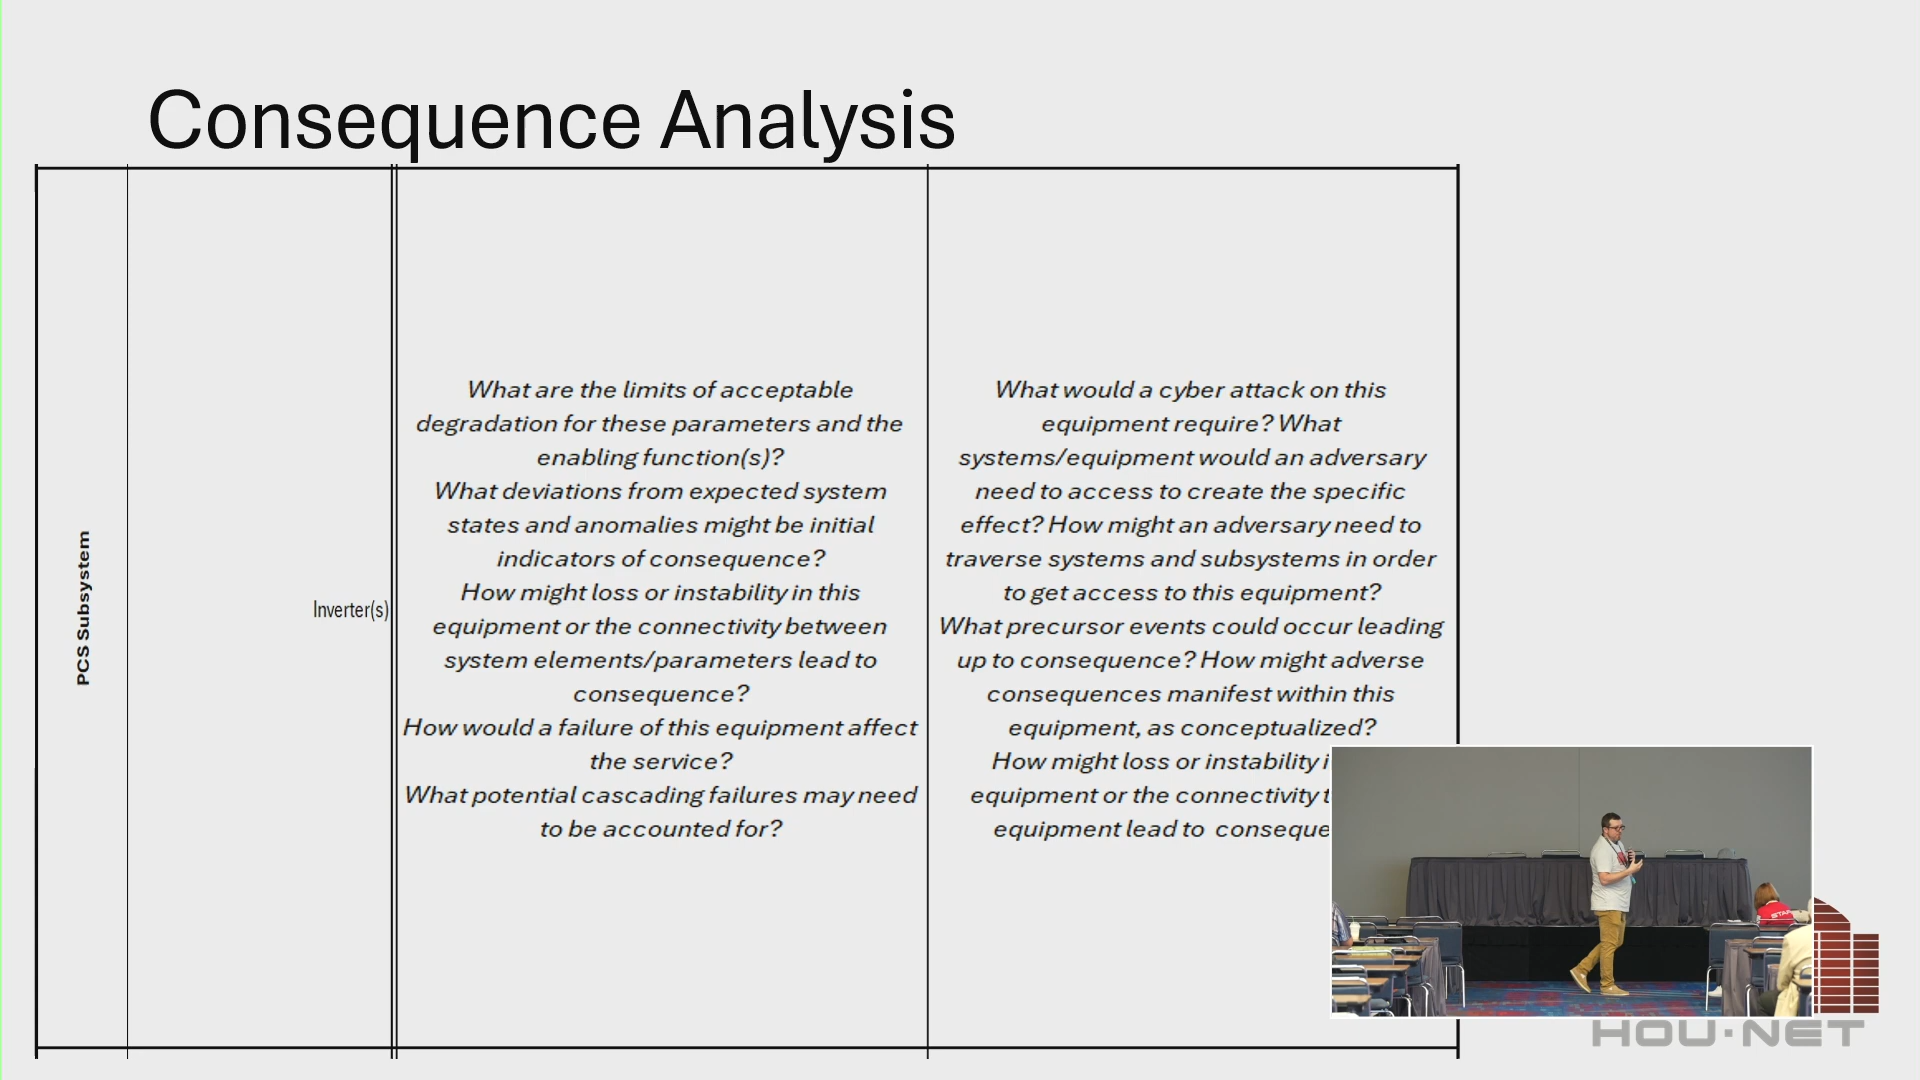 Consequence Analysis
PCS Subsystem
Inverter(s)
What are the limits of acceptable
degradation for these parameters and the
enabling function(s)?
What deviations from expected system
states and anomalies might be initial
indicators of consequence?
How might loss or instability in this
equipment or the connectivity between
system elements/parameters lead to
consequence?
How would a failure of this equipment affect
the service?
What potential cascading failures may need
to be accounted for?
What would a cyber attack on this
equipment require? What
systems/equipment would an adversary
need to access to create the specific
effect? How might an adversary need to
traverse systems and subsystems in order
to get access to this equipment?
What precursor events could occur leading
up to consequence? How might adverse
consequences manifest within this
equipment, as conceptualized?
How might loss or instability
equipment or the connectivity
equipment lead to
HOU·NET